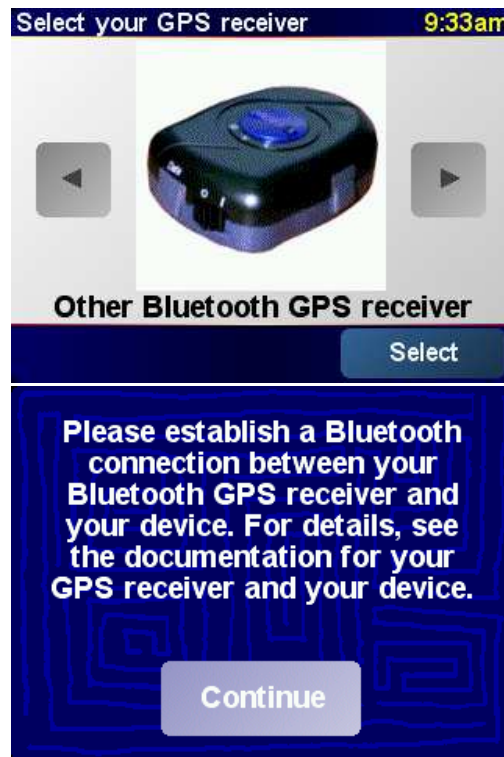 Select your GPS receiver 9:33am
Other Bluetooth GPS receiver
Select
Please establish a Bluetooth
connection between your
Bluetooth GPS receiver and
your device. For details, see
the documentation for your
GPS receiver and your device.
Continue